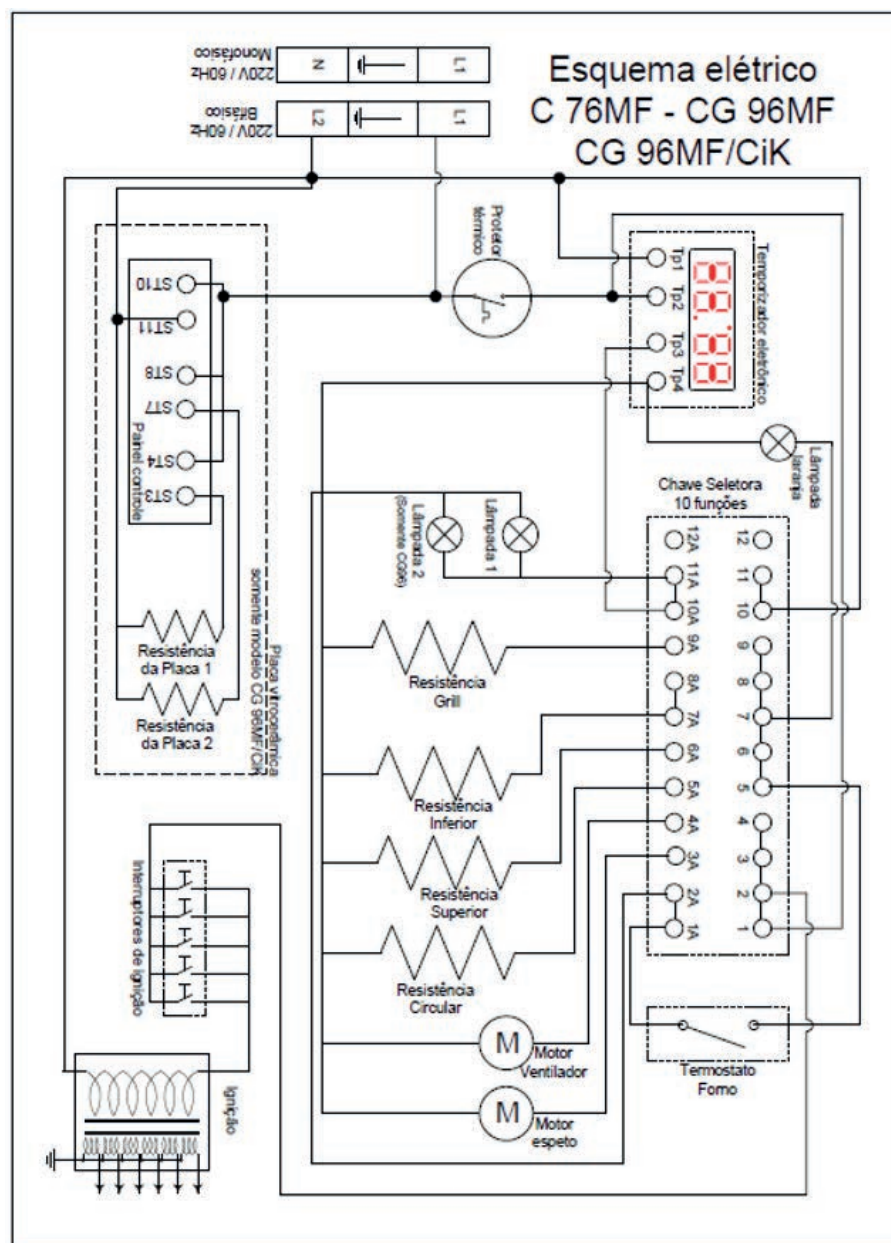 Esquema elétrico
C 76MF - CG 96MF
CG 96MF/CiK
220V / 60Hz
Monofásico
N
L1
220V / 60Hz
Bifásico
L2
L1
Protetor
térmico
Temporizador eletrônico
Tp1
Tp2
Tp3
Tp4
Lâmpada
laranja
Painel controle
ST10
ST11
ST8
ST7
ST4
ST3
Resistência
da Placa 1
Resistência
da Placa 2
Placa vitrocerâmica
somente modelo CG 96MF/CiK
Lâmpada 2
(Somente CG96)
Lâmpada 1
Chave Seletora
10 funções
12A
12
11A
11
10A
10
9A
9
8A
8
7A
7
6A
6
5A
5
4A
4
3A
3
2A
2
1A
1
Resistência
Grill
Resistência
Inferior
Resistência
Superior
Resistência
Circular
M
Motor
Ventilador
M
Motor
espeto
Termostato
Forno
Interruptores de ignição
Ignição